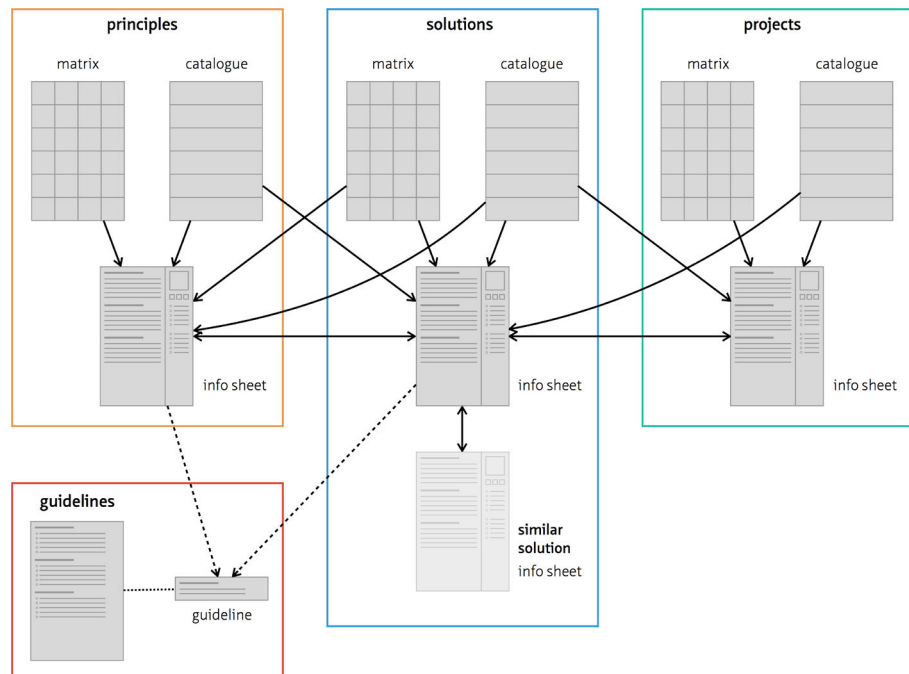 principles
solutions
projects
matrix
catalogue
matrix
catalogue
matrix
catalogue
info sheet
info sheet
info sheet
guidelines
guideline
similar
solution
info sheet